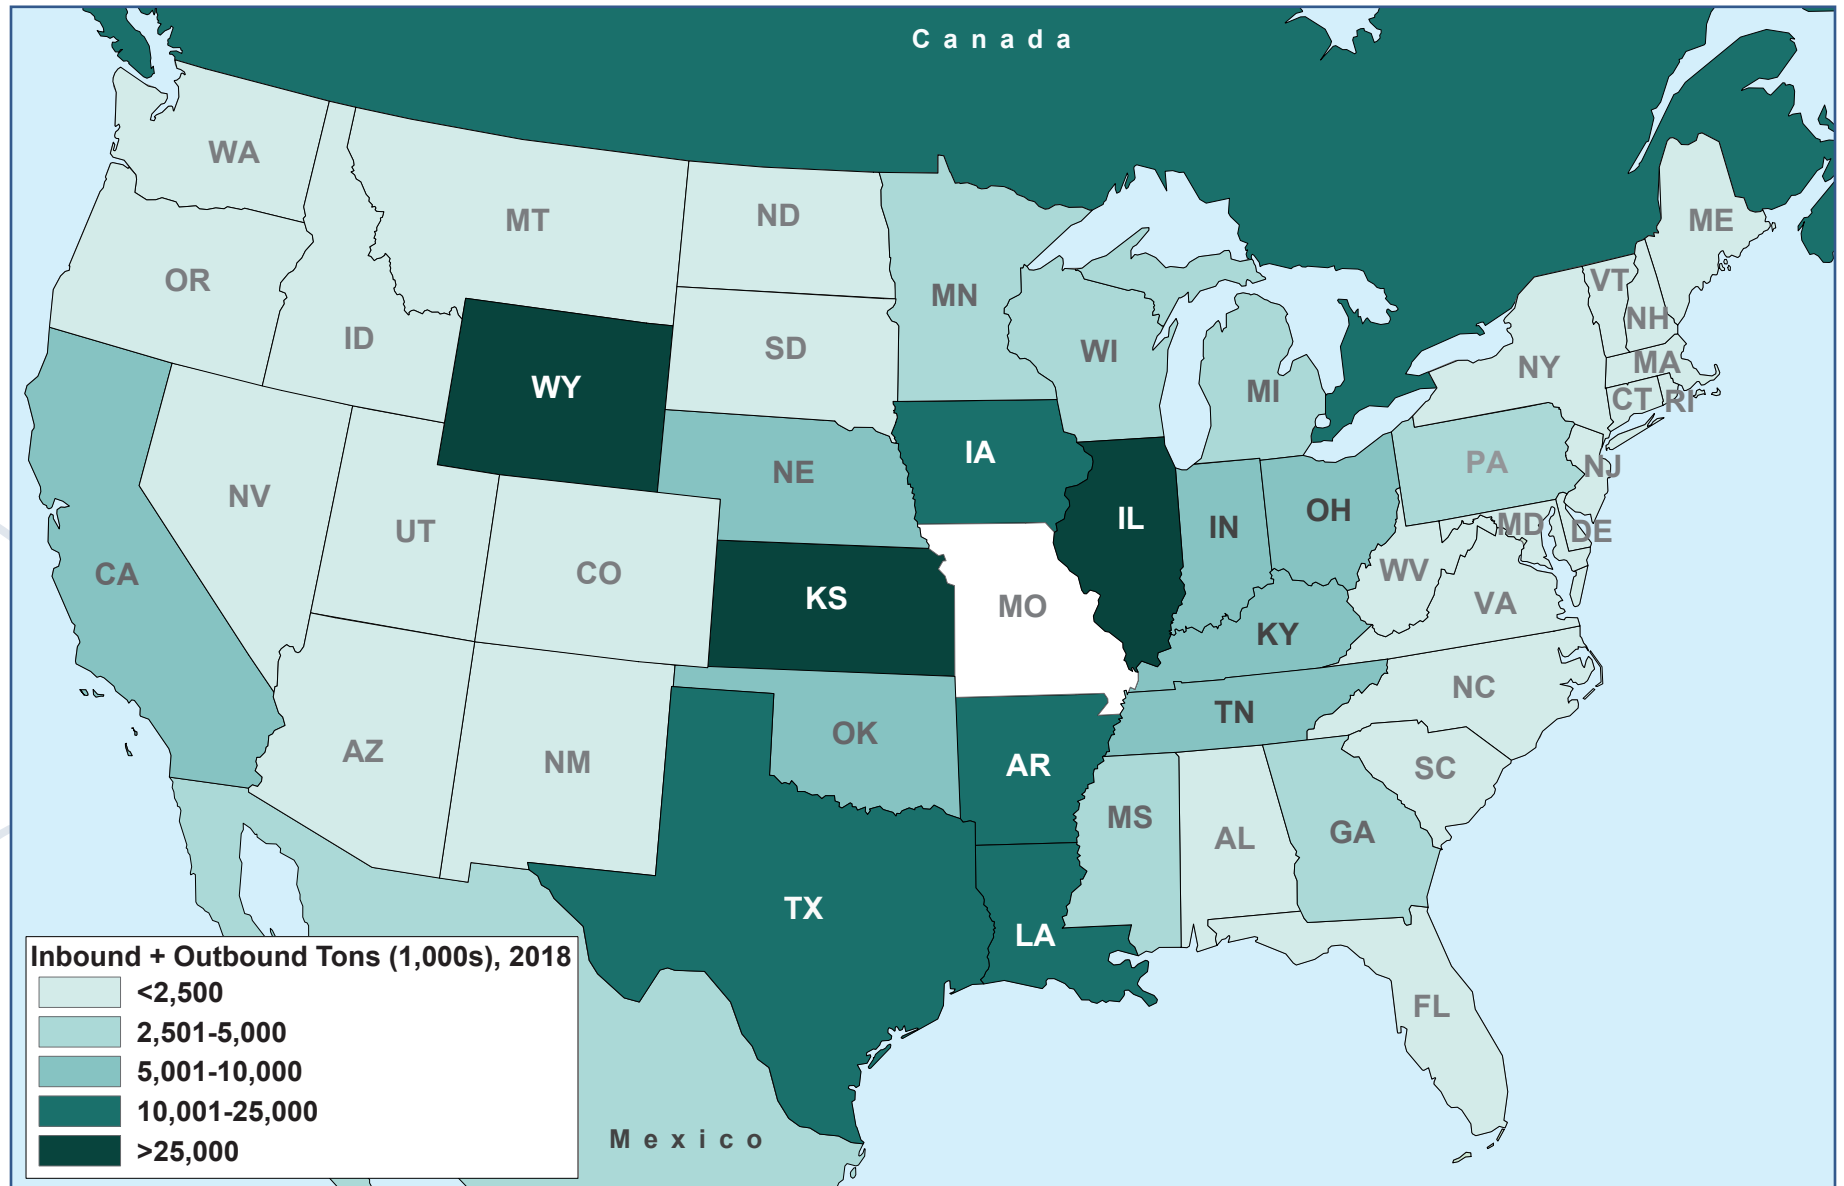 Canada
WA
MT
ND
ME
OR
VT
MN
NH
ID
SD
WI
MA
NY
WY
MI
CT
RI
IA
NE
PA
NJ
NV
IL
OH
IN
MD
DE
UT
CA
CO
WV
KS
MO
VA
KY
NC
TN
OK
AZ
NM
AR
SC
MS
GA
AL
TX
LA
FL
Inbound + Outbound Tons (1,000s), 2018
<2,500
2,501-5,000
5,001-10,000
10,001-25,000
>25,000
Mexico